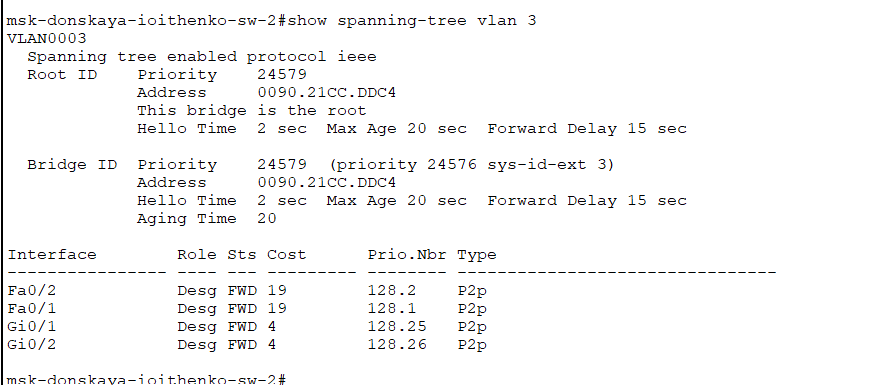 msk-donskaya-ioithenko-sw-2#show spanning-tree vlan 3
VLAN0003
  Spanning tree enabled protocol ieee
  Root ID    Priority    24579
             Address     0090.21CC.DDC4
             This bridge is the root
             Hello Time  2 sec  Max Age 20 sec  Forward Delay 15 sec

  Bridge ID  Priority    24579  (priority 24576 sys-id-ext 3)
             Address     0090.21CC.DDC4
             Hello Time  2 sec  Max Age 20 sec  Forward Delay 15 sec
             Aging Time  20

Interface        Role Sts Cost      Prio.Nbr Type
---------------- ---- --- --------- -------- --------------------------------
Fa0/2            Desg FWD 19        128.2    P2p
Fa0/1            Desg FWD 19        128.1    P2p
Gi0/1            Desg FWD 4         128.25   P2p
Gi0/2            Desg FWD 4         128.26   P2p

msk-donskaya-ioithenko-sw-2#